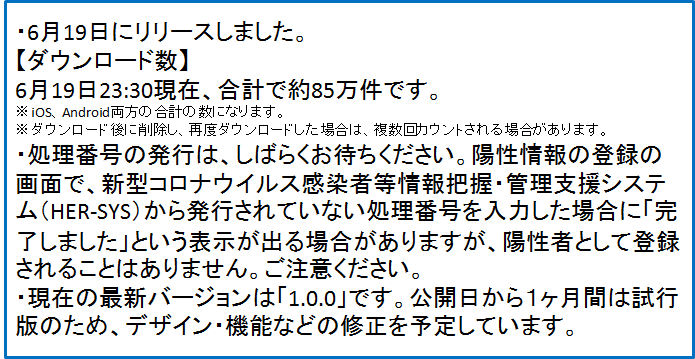 ・6月19日にリリースしました。
【ダウンロード数】
6月19日23:30現在、合計で約85万件です。
※iOS、Android両方の合計の数になります。
※ダウンロード後に削除し、再度ダウンロードした場合は、複数回カウントされる場合があります。
・処理番号の発行は、しばらくお待ちください。陽性情報の登録の
画面で、新型コロナウイルス感染者等情報把握・管理支援システ
ム（HER-SYS）から発行されていない処理番号を入力した場合に「完
了しました」という表示が出る場合がありますが、陽性者として登録
されることはありません。ご注意ください。
・現在の最新バージョンは「1.0.0」です。公開日から1ヶ月間は試行
版のため、デザイン・機能などの修正を予定しています。